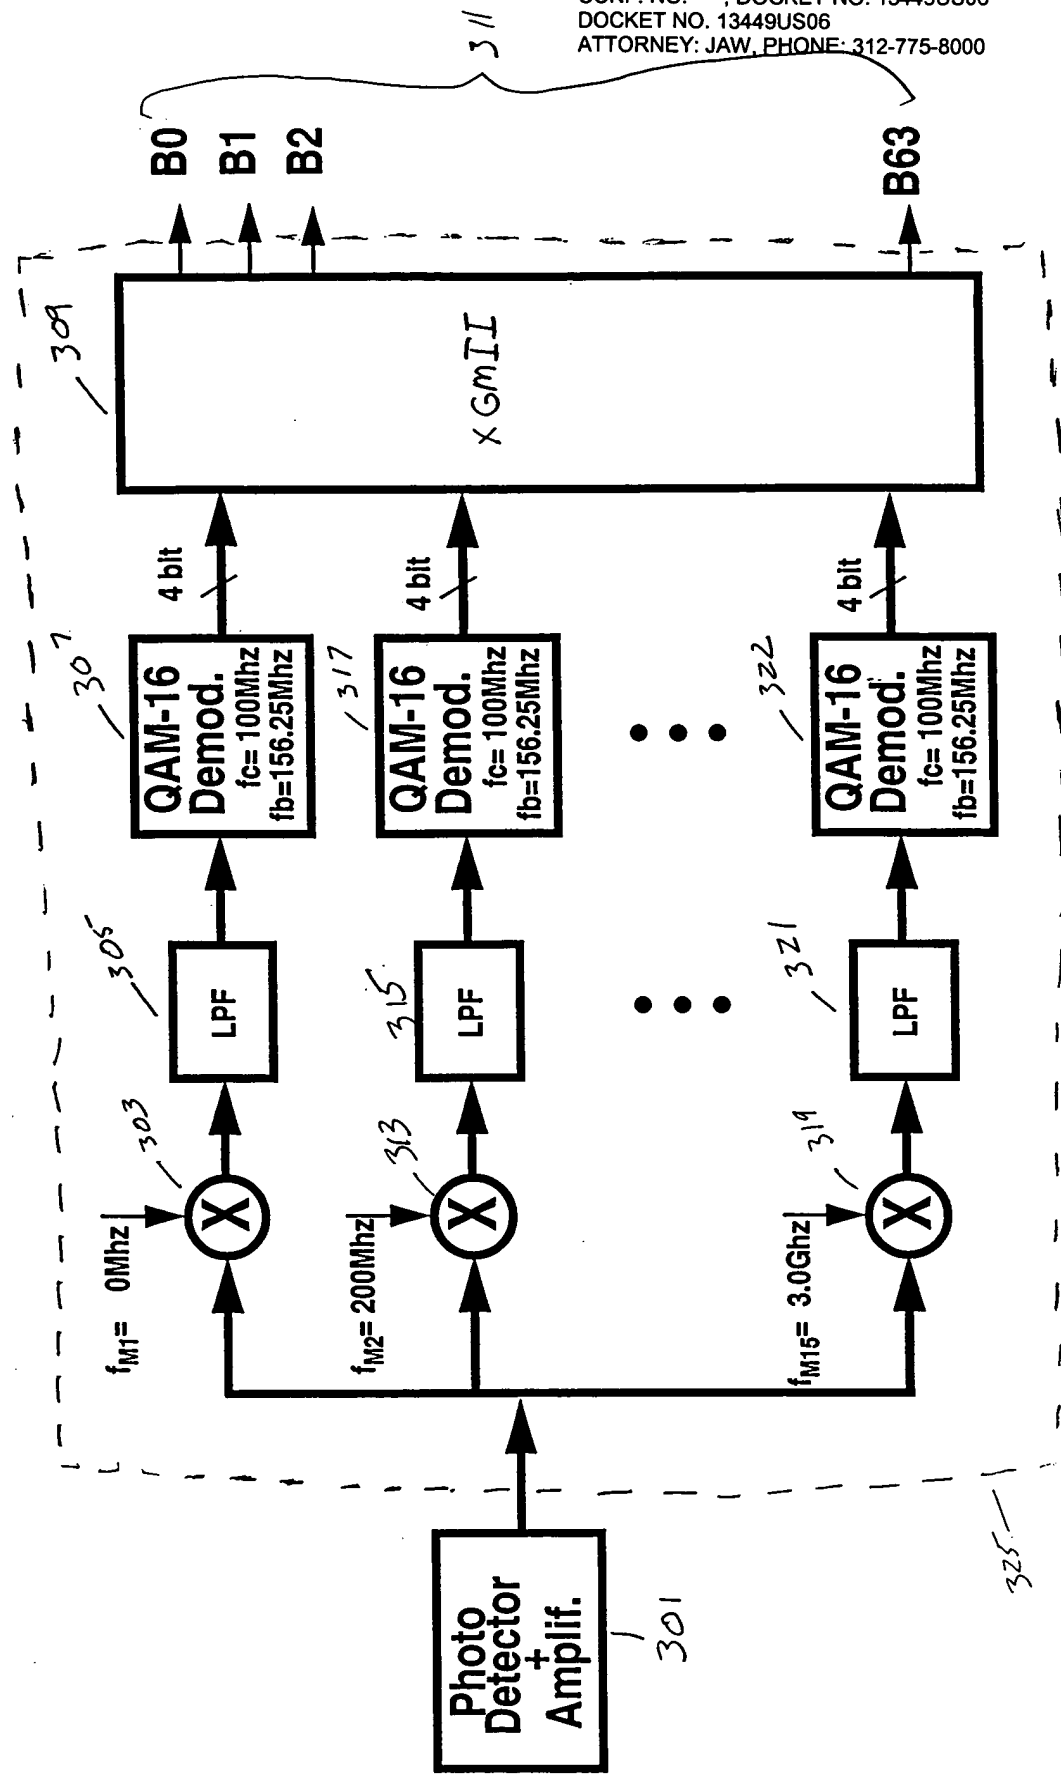 DOCKET NO. 13449US06
ATTORNEY: JAW, PHONE: 312-775-8000
311
B0
B1
B2
B63
309
XGMII
4 bit
4 bit
4 bit
307
QAM-16
Demod.
fc= 100Mhz
fb=156.25Mhz
317
QAM-16
Demod.
fc= 100Mhz
fb=156.25Mhz
322
QAM-16
Demod.
fc= 100Mhz
fb=156.25Mhz
305
LPF
315
LPF
321
LPF
303
X
fM1= 0Mhz
313
X
fM2= 200Mhz
319
X
fM15= 3.0Ghz
325
Photo
Detector
+
Amplif.
301